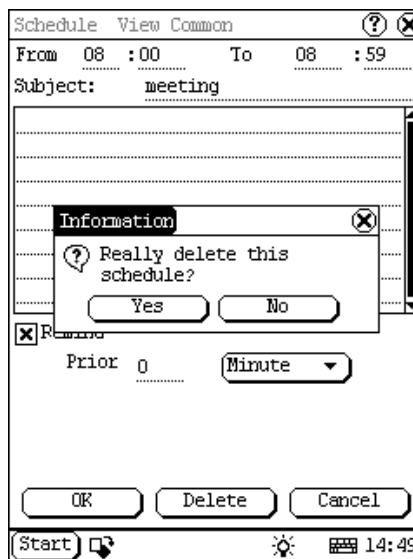 Schedule View Common
From 08 :00 To 08 :59
Subject: meeting
Information
Really delete this
schedule?
Yes No
Prior 0 Minute
OK Delete Cancel
Start 14:49